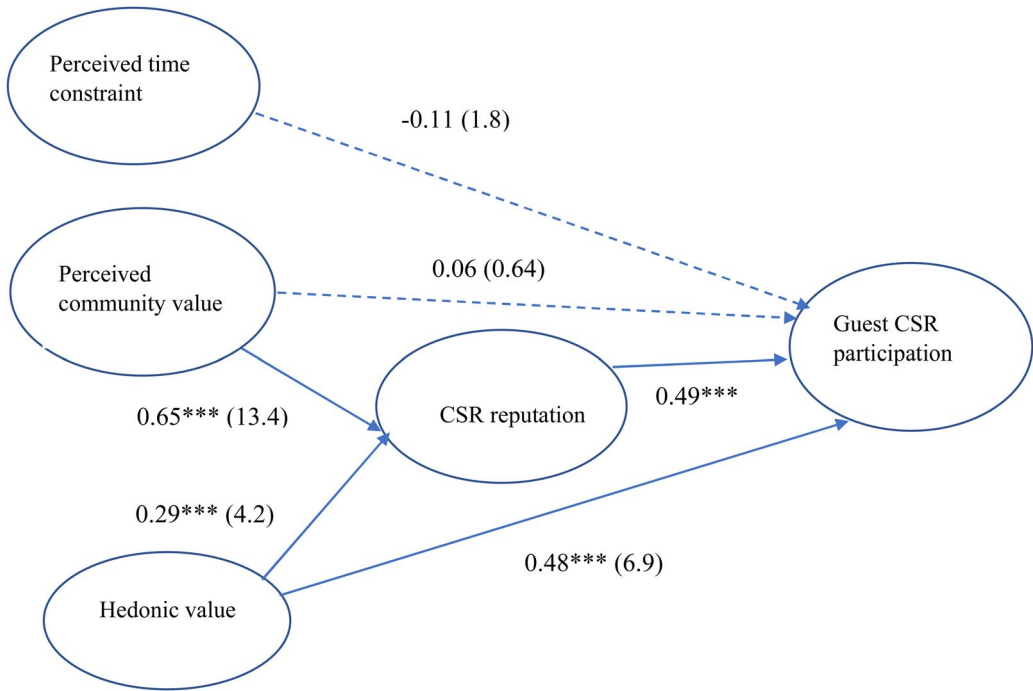 Perceived time
constraint
-0.11 (1.8)
Perceived
community value
0.06 (0.64)
Guest CSR
participation
0.65*** (13.4)
CSR reputation
0.49***
0.29*** (4.2)
0.48*** (6.9)
Hedonic value